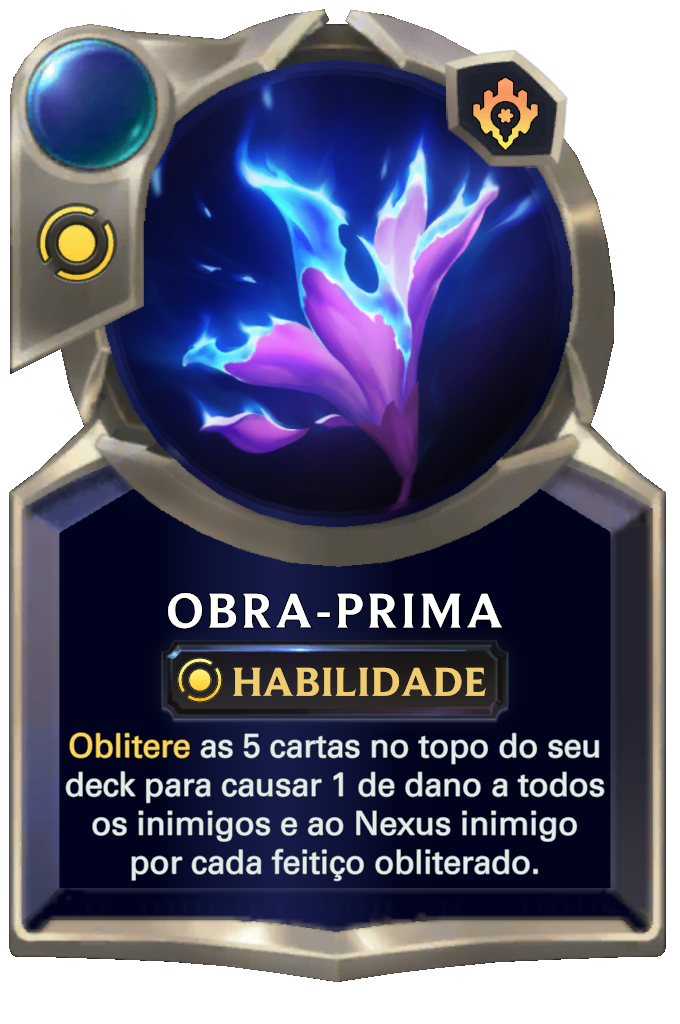 OBRA-PRIMA
HABILIDADE
Oblitere as 5 cartas no topo do seu
deck para causar 1 de dano a todos
os inimigos e ao Nexus inimigo
por cada feitiço obliterado.